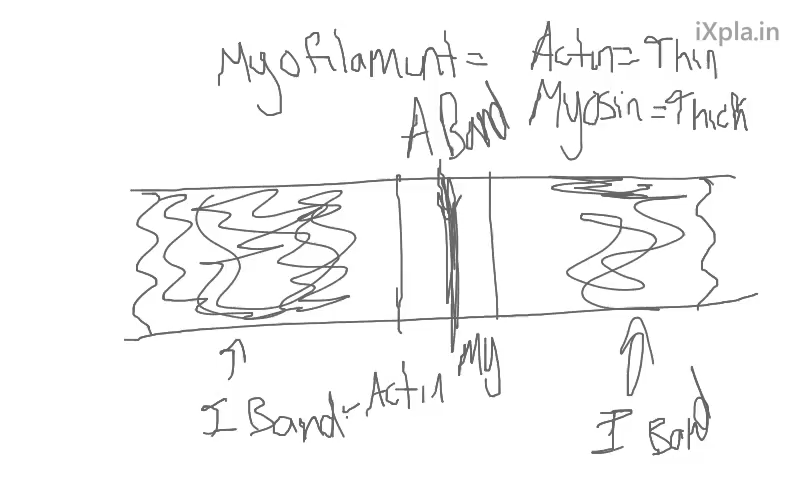 iXpla.in
Myofilament = Actin = Thin
Myosin = Thick
A Band
My
I Band - Actin
I Band